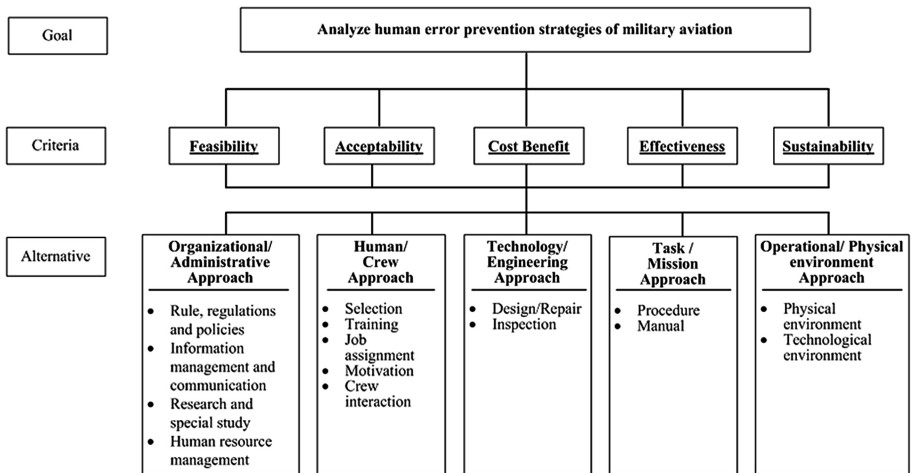 Goal
Analyze human error prevention strategies of military aviation
Criteria
Feasibility
Acceptability
Cost Benefit
Effectiveness
Sustainability
Alternative
Organizational/
Administrative
Approach
• Rule, regulations
and policies
• Information
management and
communication
• Research and
special study
• Human resource
management
Human/
Crew
Approach
• Selection
• Training
• Job
assignment
• Motivation
• Crew
interaction
Technology/
Engineering
Approach
• Design/Repair
• Inspection
Task /
Mission
Approach
• Procedure
• Manual
Operational/ Physical
environment
Approach
• Physical
environment
• Technological
environment